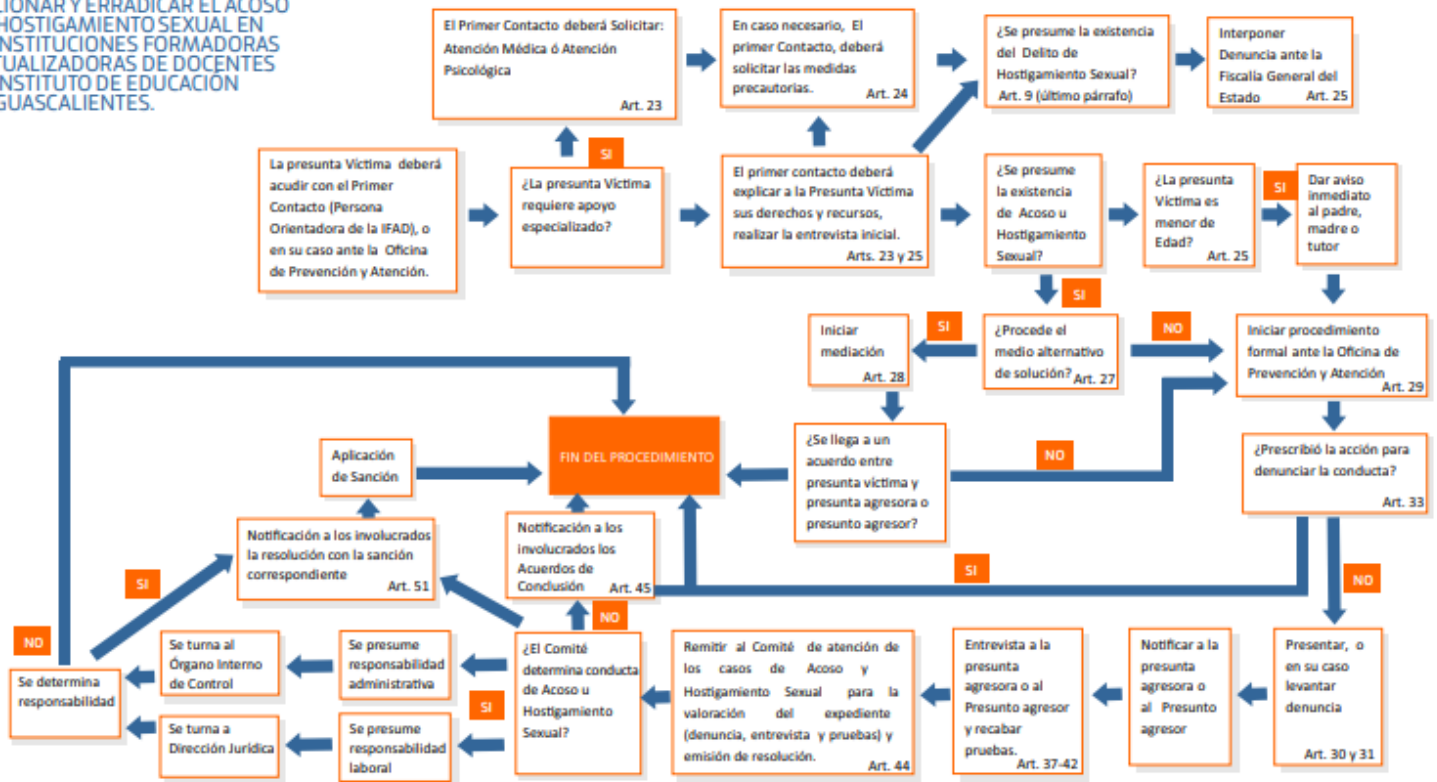 CIONAR Y ERRADICAR EL ACOSO
HOSTIGAMIENTO SEXUAL EN
NSTITUCIONES FORMADORAS
TUALIZADORAS DE DOCENTES
NSTITUTO DE EDUCACIÓN
GUASCALIENTES.
El Primer Contacto deberá Solicitar:
Atención Médica ó Atención
Psicológica
Art. 23
En caso necesario, El
primer Contacto, deberá
solicitar las medidas
precautorias.
Art. 24
¿Se presume la existencia
del Delito de
Hostigamiento Sexual?
Art. 9 (último párrafo)
Interponer
Denuncia ante la
Fiscalía General del
Estado
Art. 25
La presunta Víctima deberá
acudir con el Primer
Contacto (Persona
Orientadora de la IFAD), o
en su caso ante la Oficina
de Prevención y Atención.
SI
¿La presunta Víctima
requiere apoyo
especializado?
El primer contacto deberá
explicar a la Presunta Víctima
sus derechos y recursos,
realizar la entrevista inicial.
Arts. 23 y 25
¿Se presume
la existencia
de Acoso u
Hostigamiento
Sexual?
¿La presunta
Víctima es
menor de
Edad?
Art. 25
SI
Dar aviso
inmediato
al padre,
madre o
tutor
SI
Iniciar
mediación
Art. 28
SI
¿Procede el
medio alternativo
de solución?
Art. 27
NO
Iniciar procedimiento
formal ante la Oficina de
Prevención y Atención
Art. 29
Aplicación
de Sanción
FIN DEL PROCEDIMIENTO
¿Se llega a un
acuerdo entre
presunta víctima y
presunta agresora o
presunto agresor?
NO
¿Prescribió la acción para
denunciar la conducta?
Art. 33
Notificación a los involucrados
la resolución con la sanción
correspondiente
Art. 51
Notificación a los
involucrados los
Acuerdos de
Conclusión
Art. 45
SI
SI
NO
NO
NO
Se determina
responsabilidad
Se turna al
Órgano Interno
de Control
Se presume
responsabilidad
administrativa
Se turna a
Dirección Jurídica
Se presume
responsabilidad
laboral
SI
¿El Comité
determina conducta
de Acoso u
Hostigamiento
Sexual?
Remitir al Comité de atención de
los casos de Acoso y
Hostigamiento Sexual para la
valoración del expediente
(denuncia, entrevista y pruebas) y
emisión de resolución.
Art. 44
Entrevista a la
presunta
agresora o al
Presunto agresor
y recabar
pruebas.
Art. 37-42
Notificar a la
presunta
agresora o
al Presunto
agresor
Presentar, o
en su caso
levantar
denuncia
Art. 30 y 31